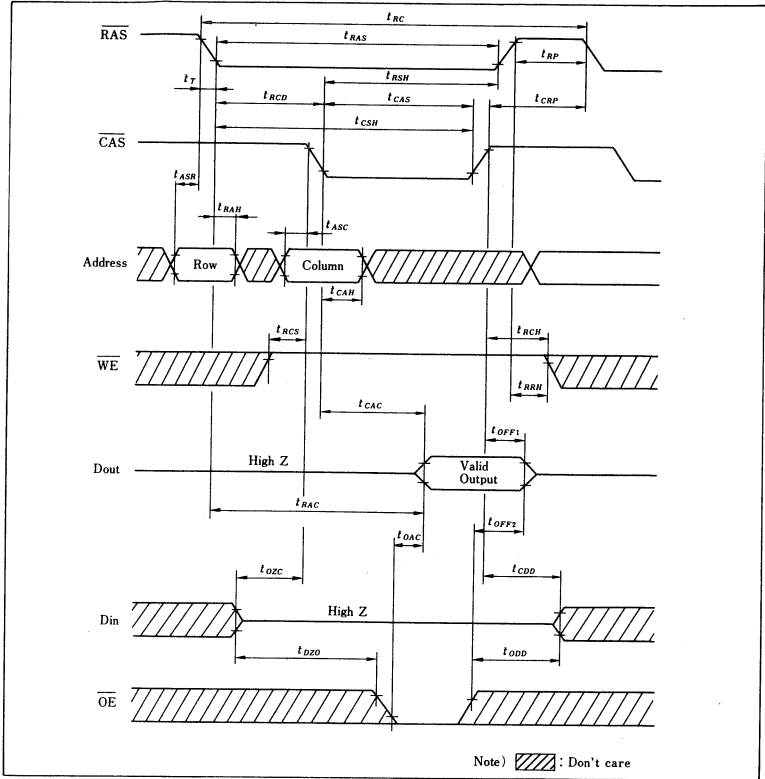 t_RC
RAS
t_RAS
t_RP
t_RSH
t_T
t_RCD
t_CAS
t_CRP
t_CSH
CAS
t_ASR
t_RAH
t_ASC
Address
Row
Column
t_CAH
t_RCS
t_RCH
WE
t_RRH
t_CAC
t_OFF1
High Z
Valid
Output
Dout
t_RAC
t_OFF2
t_OAC
t_OZC
t_CDD
High Z
Din
t_DZO
t_ODD
OE
Note) : Don't care